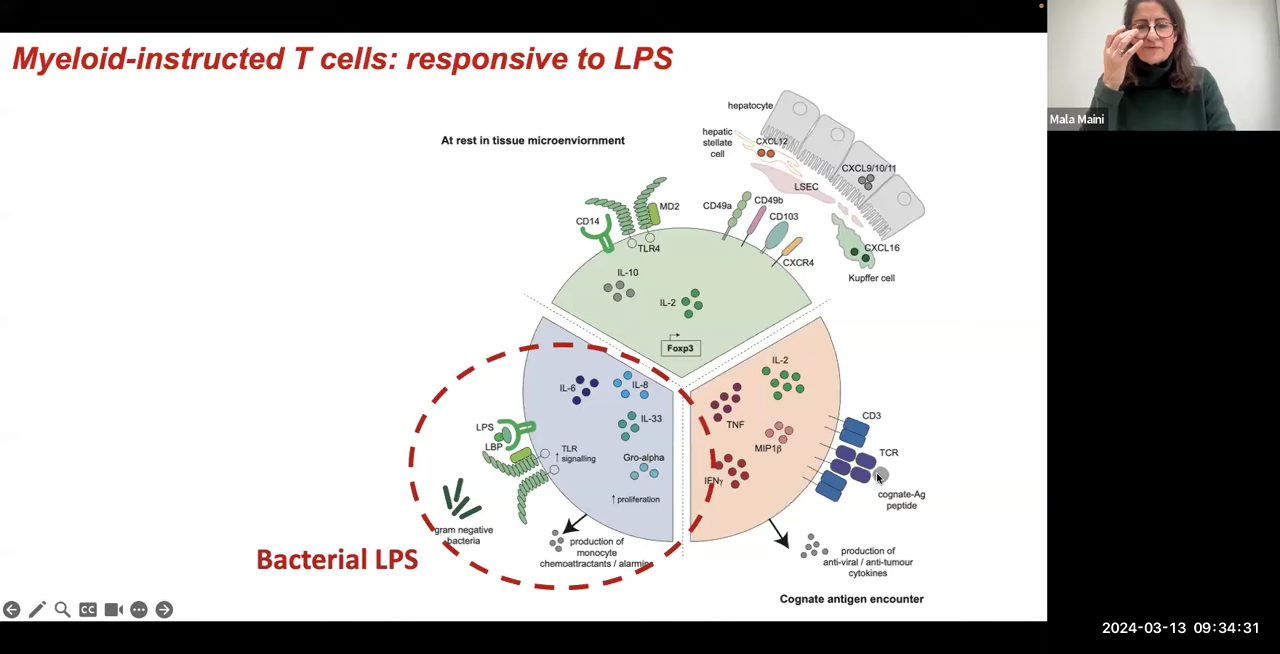 Myeloid-instructed T cells: responsive to LPS
Mala Maini
At rest in tissue microenviornment
hepatocyte
hepatic
stellate
cell
CXCL12
CXCL9/10/11
LSEC
CXCL16
Kupffer cell
CD14
MD2
TLR4
CD49a
CD49b
CD103
CXCR4
IL-10
IL-2
Foxp3
IL-6
IL-8
IL-33
Gro-alpha
LPS
LBP
↑ TLR
signalling
↑ proliferation
gram negative
bacteria
production of
monocyte
chemoattractants / alarmins
Bacterial LPS
IL-2
TNF
MIP1β
IFNγ
CD3
TCR
cognate-Ag
peptide
production of
anti-viral / anti-tumour
cytokines
Cognate antigen encounter
CC
2024-03-13 09:34:31